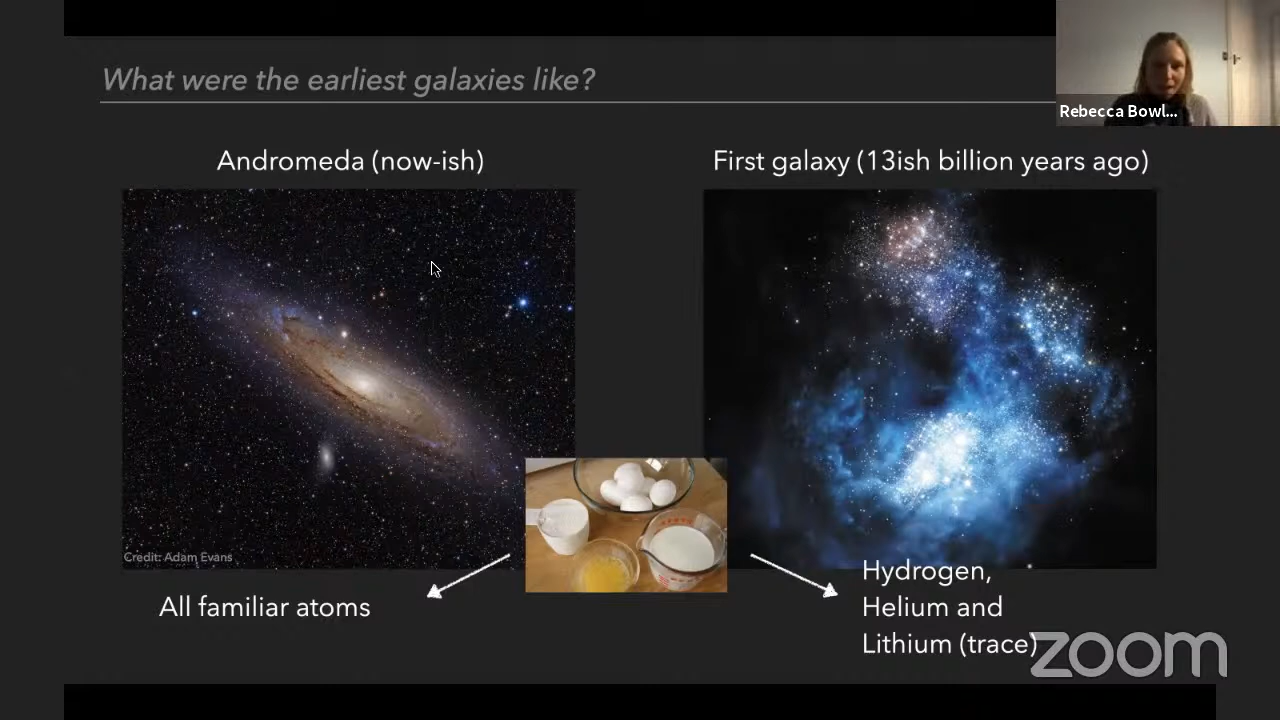 What were the earliest galaxies like?
Rebecca Bowl...
Andromeda (now-ish)
First galaxy (13ish billion years ago)
Credit: Adam Evans
All familiar atoms
Hydrogen,
Helium and
Lithium (trace)
zoom